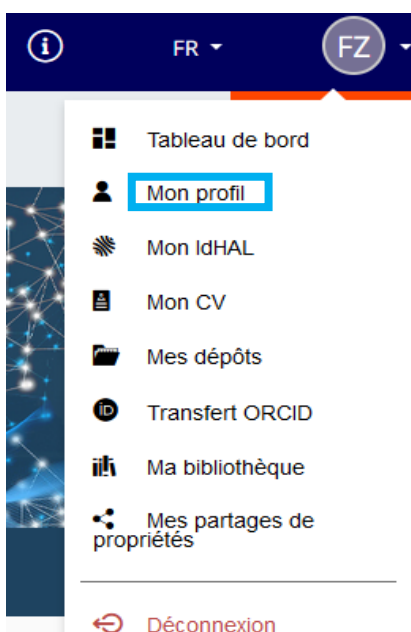 FR
FZ
Tableau de bord
Mon profil
Mon IdHAL
Mon CV
Mes dépôts
iD Transfert ORCID
Ma bibliothèque
Mes partages de
propriétés
Déconnexion